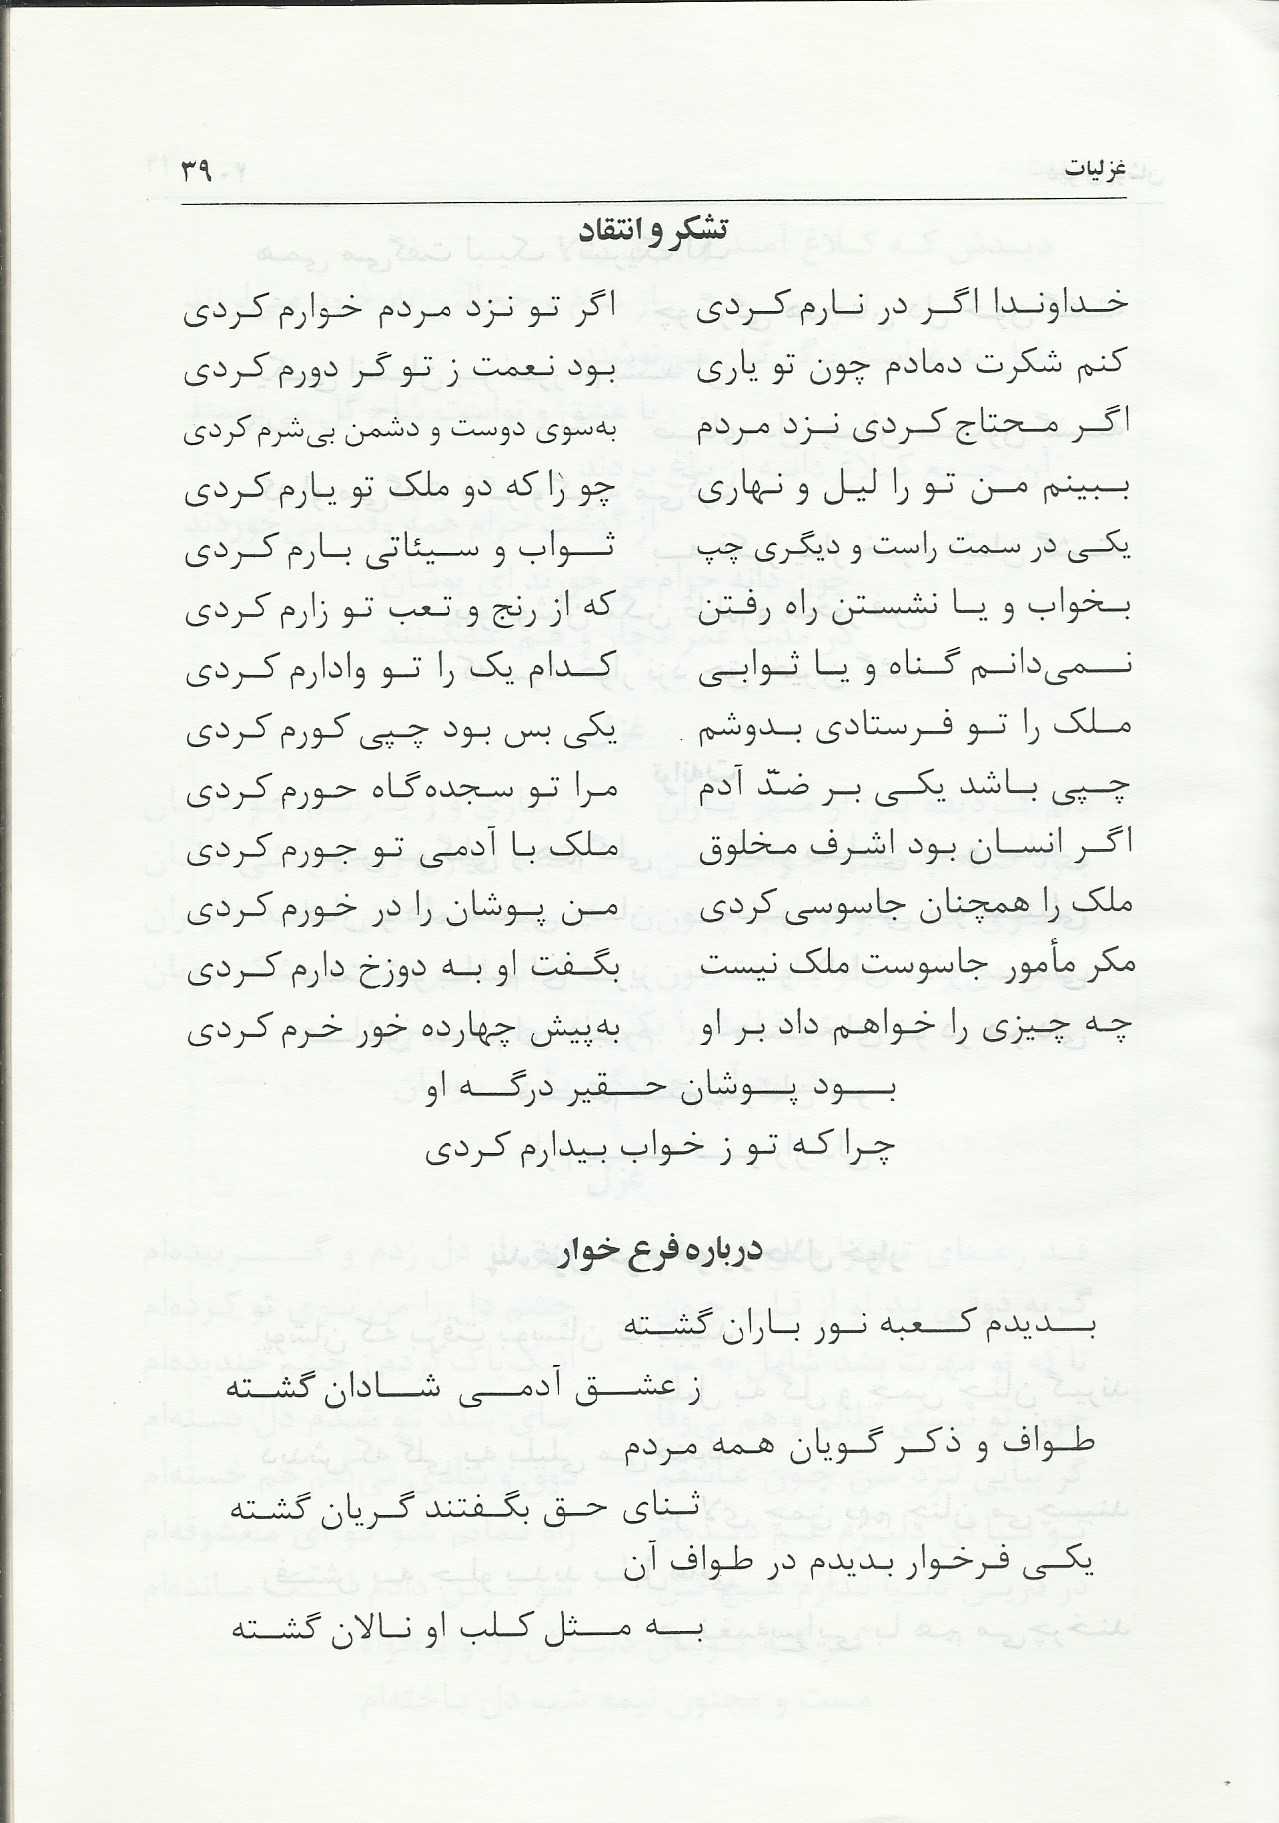 غزلیات ۳۹
تشکر و انتقاد
خداوندا اگر در نارم کردی اگر تو نزد مردم خوارم کردی
کنم شکرت دمادم چون تو یاری بود نعمت ز تو گر دورم کردی
اگر محتاج کردی نزد مردم به‌سوی دوست و دشمن بی‌شرم کردی
ببینم من تو را لیل و نهاری چو زا که دو ملک تو یارم کردی
یکی در سمت راست و دیگری چپ ثواب و سیئاتی بارم کردی
بخواب و یا نشستن راه رفتن که از رنج و تعب تو زارم کردی
نمی‌دانم گناه و یا ثوابی کدام یک را تو وادارم کردی
ملک را تو فرستادی بدوشم یکی بس بود چپی کورم کردی
چپی باشد یکی بر ضدّ آدم مرا تو سجده‌گاه حورم کردی
اگر انسان بود اشرف مخلوق ملک با آدمی تو جورم کردی
ملک را همچنان جاسوسی کردی من پوشان را در خورم کردی
مکر مأمور جاسوست ملک نیست بگفت او به دوزخ دارم کردی
چه چیزی را خواهم داد بر او به‌پیش چهارده خور خرم کردی
بود پوشان حقیر درگه او
چرا که تو ز خواب بیدارم کردی
درباره فرع خوار
بدیدم کعبه نور باران گشته
ز عشق آدمی شادان گشته
طواف و ذکر گویان همه مردم
ثنای حق بگفتند گریان گشته
یکی فرخوار بدیدم در طواف آن
به مثل کلب او نالان گشته